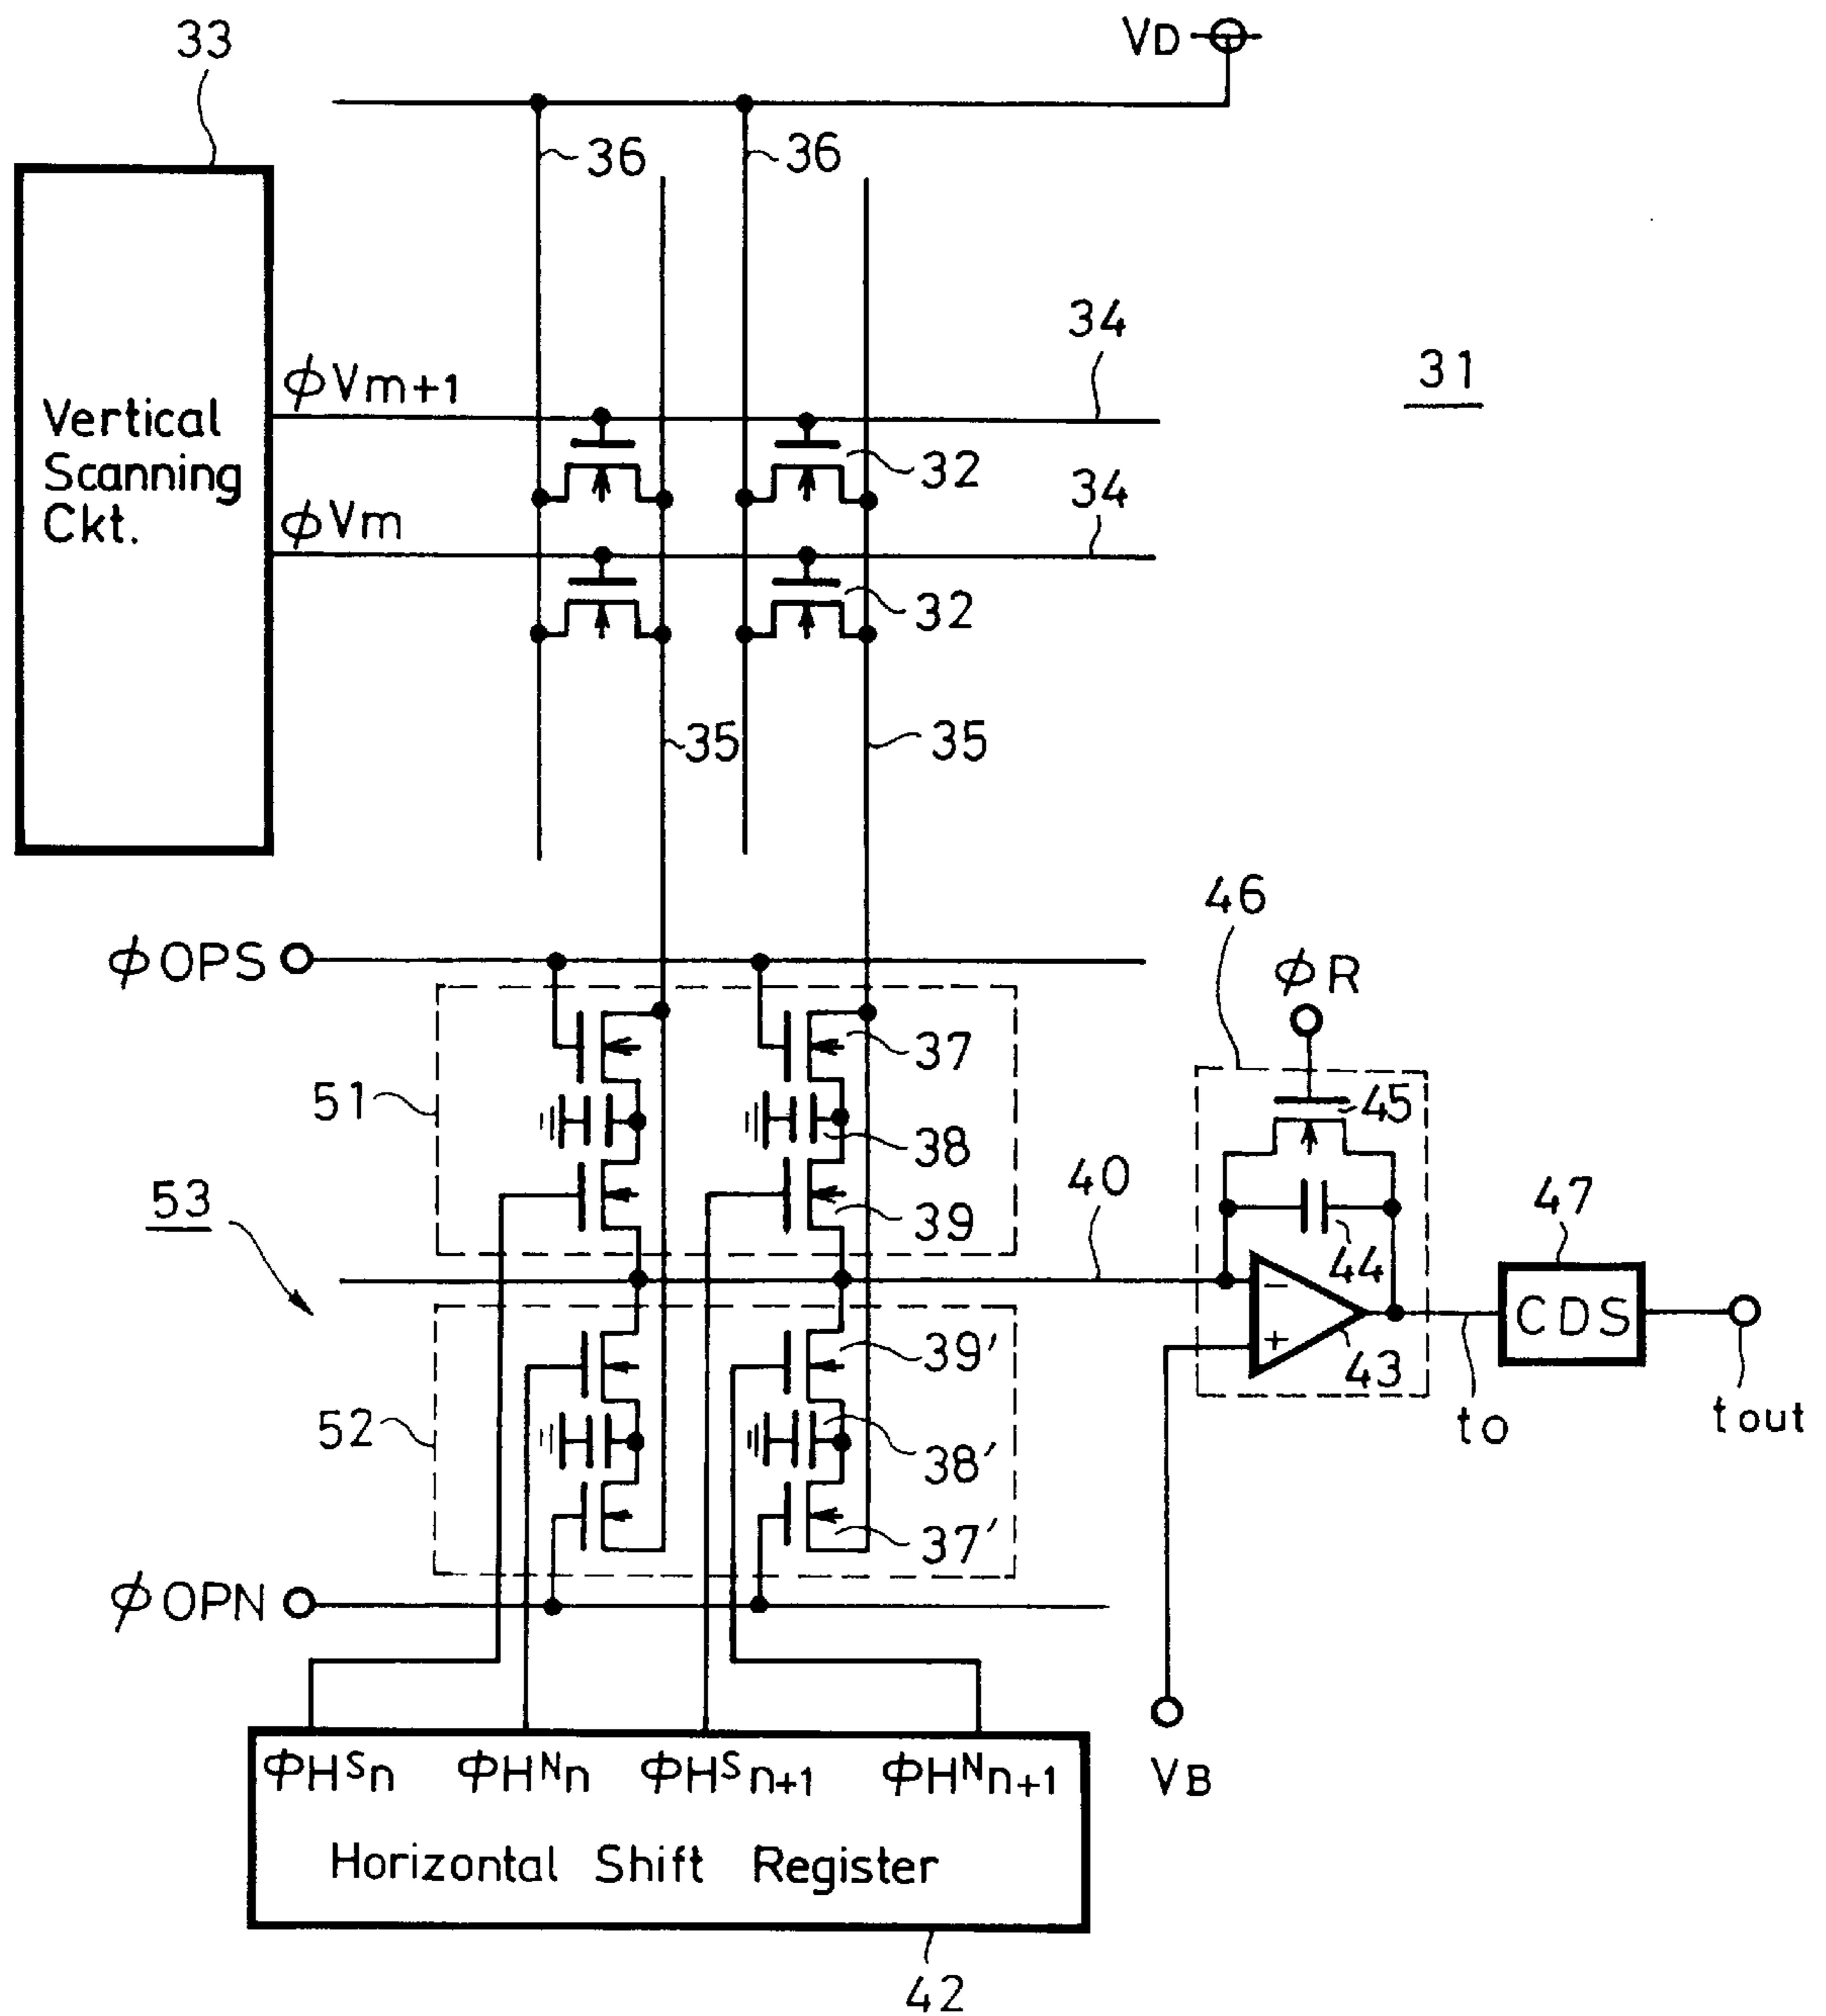 33
VD
36
36
34
31
φVm+1
Vertical
Scanning
Ckt.
32
34
φVm
32
35
35
46
φOPS
φR
37
51
45
38
40
47
53
39
44
CDS
39'
43
52
to
tout
38'
37'
φOPN
φHSn
φHNn
φHSn+1
φHNn+1
VB
Horizontal Shift Register
42
−
+